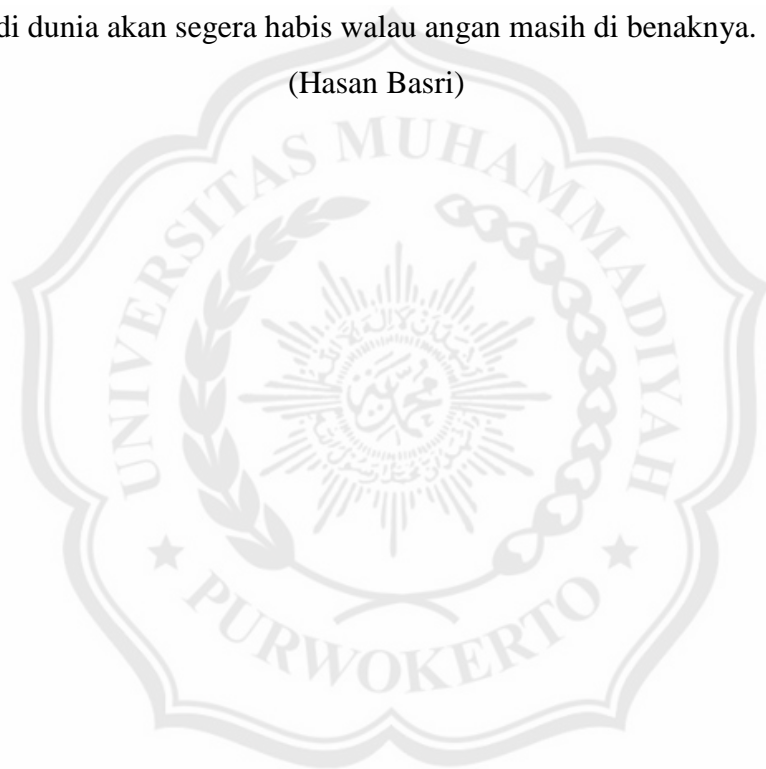 di dunia akan segera habis walau angan masih di benaknya.
(Hasan Basri)
UNIVERSITAS MUHAMMADIYAH
PURWOKERTO